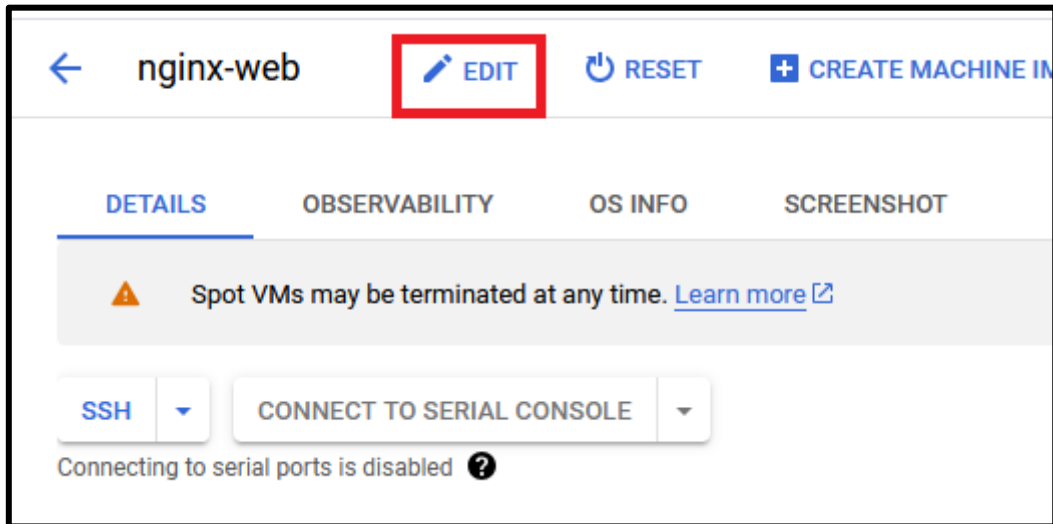 nginx-web EDIT RESET CREATE MACHINE IM
DETAILS OBSERVABILITY OS INFO SCREENSHOT
Spot VMs may be terminated at any time. Learn more
SSH CONNECT TO SERIAL CONSOLE
Connecting to serial ports is disabled ?